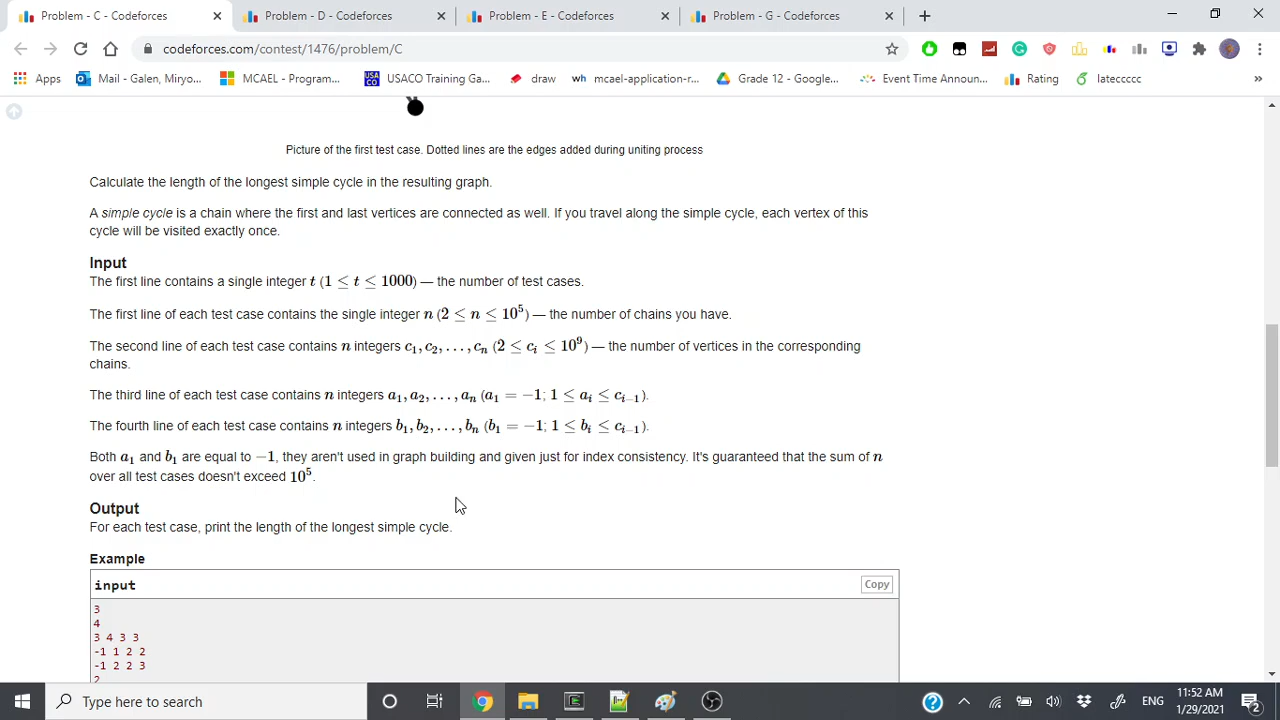 Problem - C - Codeforces
Problem - D - Codeforces
Problem - E - Codeforces
Problem - G - Codeforces
codeforces.com/contest/1476/problem/C
Apps
Mail - Galen, Miryo...
MCAEL - Program...
USACO Training Ga...
draw
wh mcael-application-r...
Grade 12 - Google...
Event Time Announ...
Rating
lateccccc
»
Picture of the first test case. Dotted lines are the edges added during uniting process
Calculate the length of the longest simple cycle in the resulting graph.
A simple cycle is a chain where the first and last vertices are connected as well. If you travel along the simple cycle, each vertex of this
cycle will be visited exactly once.
Input
The first line contains a single integer t (1 ≤ t ≤ 1000) — the number of test cases.
The first line of each test case contains the single integer n (2 ≤ n ≤ 10⁵) — the number of chains you have.
The second line of each test case contains n integers c₁, c₂, …, cₙ (2 ≤ cᵢ ≤ 10⁹) — the number of vertices in the corresponding
chains.
The third line of each test case contains n integers a₁, a₂, …, aₙ (a₁ = −1; 1 ≤ aᵢ ≤ cᵢ₋₁).
The fourth line of each test case contains n integers b₁, b₂, …, bₙ (b₁ = −1; 1 ≤ bᵢ ≤ cᵢ₋₁).
Both a₁ and b₁ are equal to −1, they aren't used in graph building and given just for index consistency. It's guaranteed that the sum of n
over all test cases doesn't exceed 10⁵.
Output
For each test case, print the length of the longest simple cycle.
Example
input
Copy
3
4
3 4 3 3
-1 1 2 2
-1 2 2 3
2
Type here to search
ENG
11:52 AM
1/29/2021
2